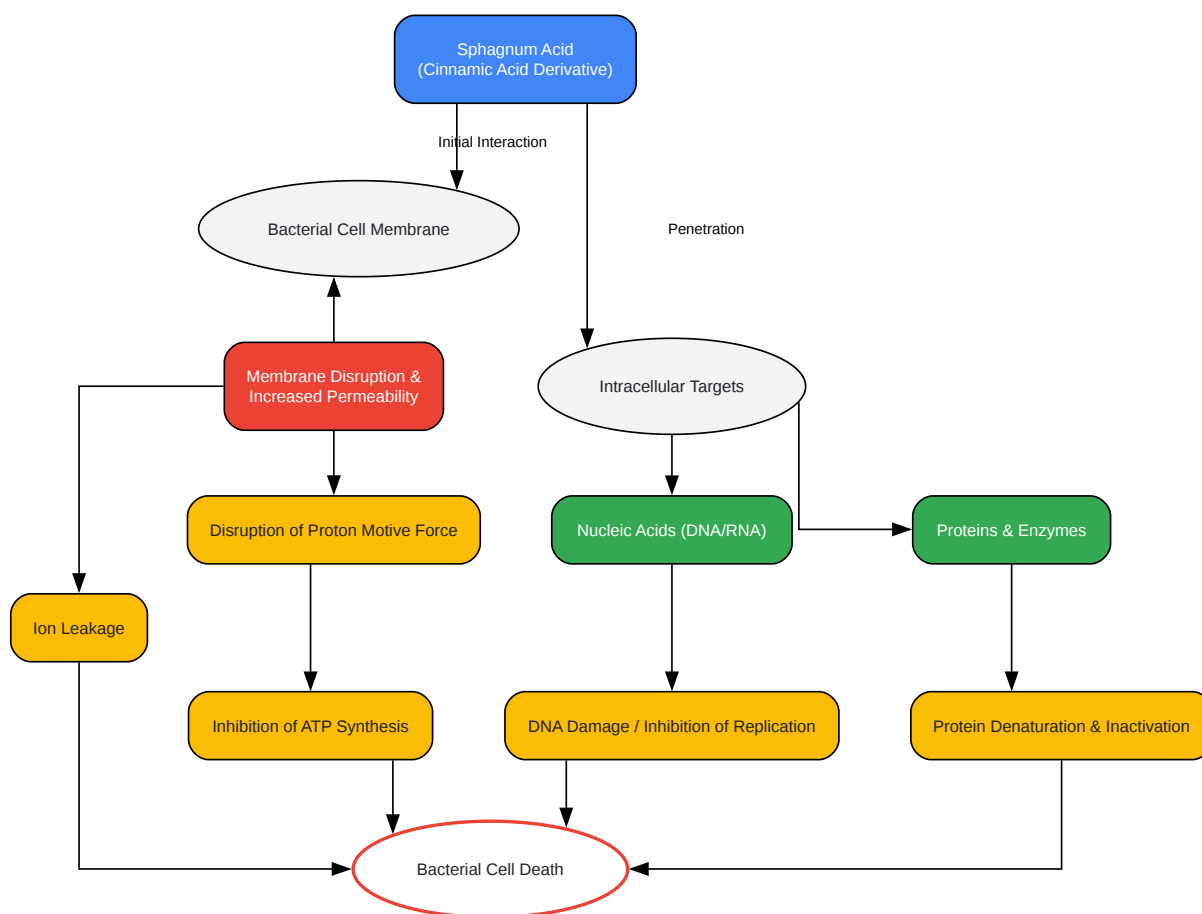 Sphagnum Acid
(Cinnamic Acid Derivative)
Initial Interaction
Bacterial Cell Membrane
Penetration
Membrane Disruption &
Increased Permeability
Intracellular Targets
Disruption of Proton Motive Force
Nucleic Acids (DNA/RNA)
Proteins & Enzymes
Ion Leakage
Inhibition of ATP Synthesis
DNA Damage / Inhibition of Replication
Protein Denaturation & Inactivation
Bacterial Cell Death